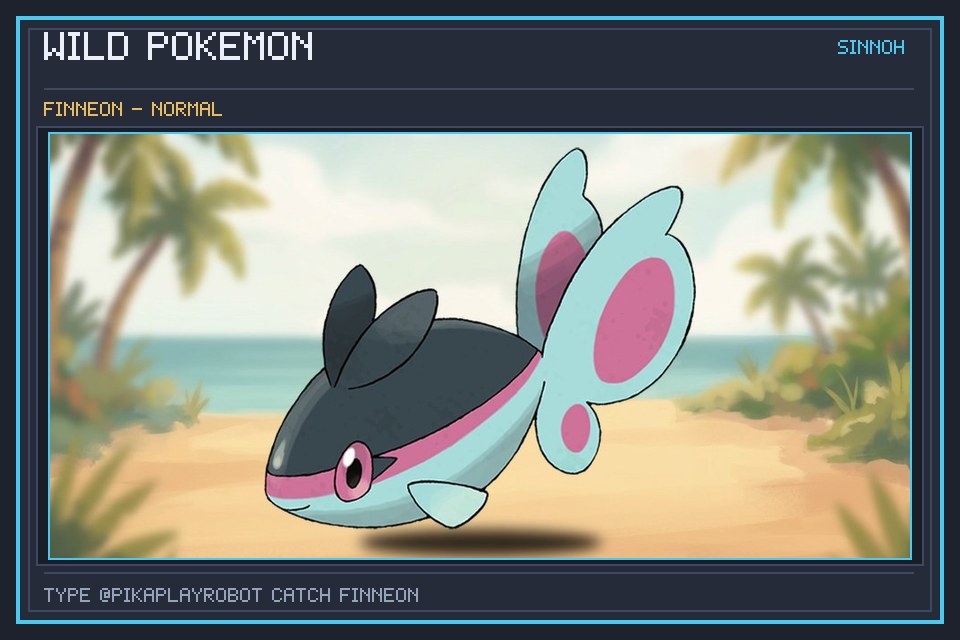 WILD POKEMON
SINNOH
FINNEON - NORMAL
TYPE @PIKAPLAYROBOT CATCH FINNEON